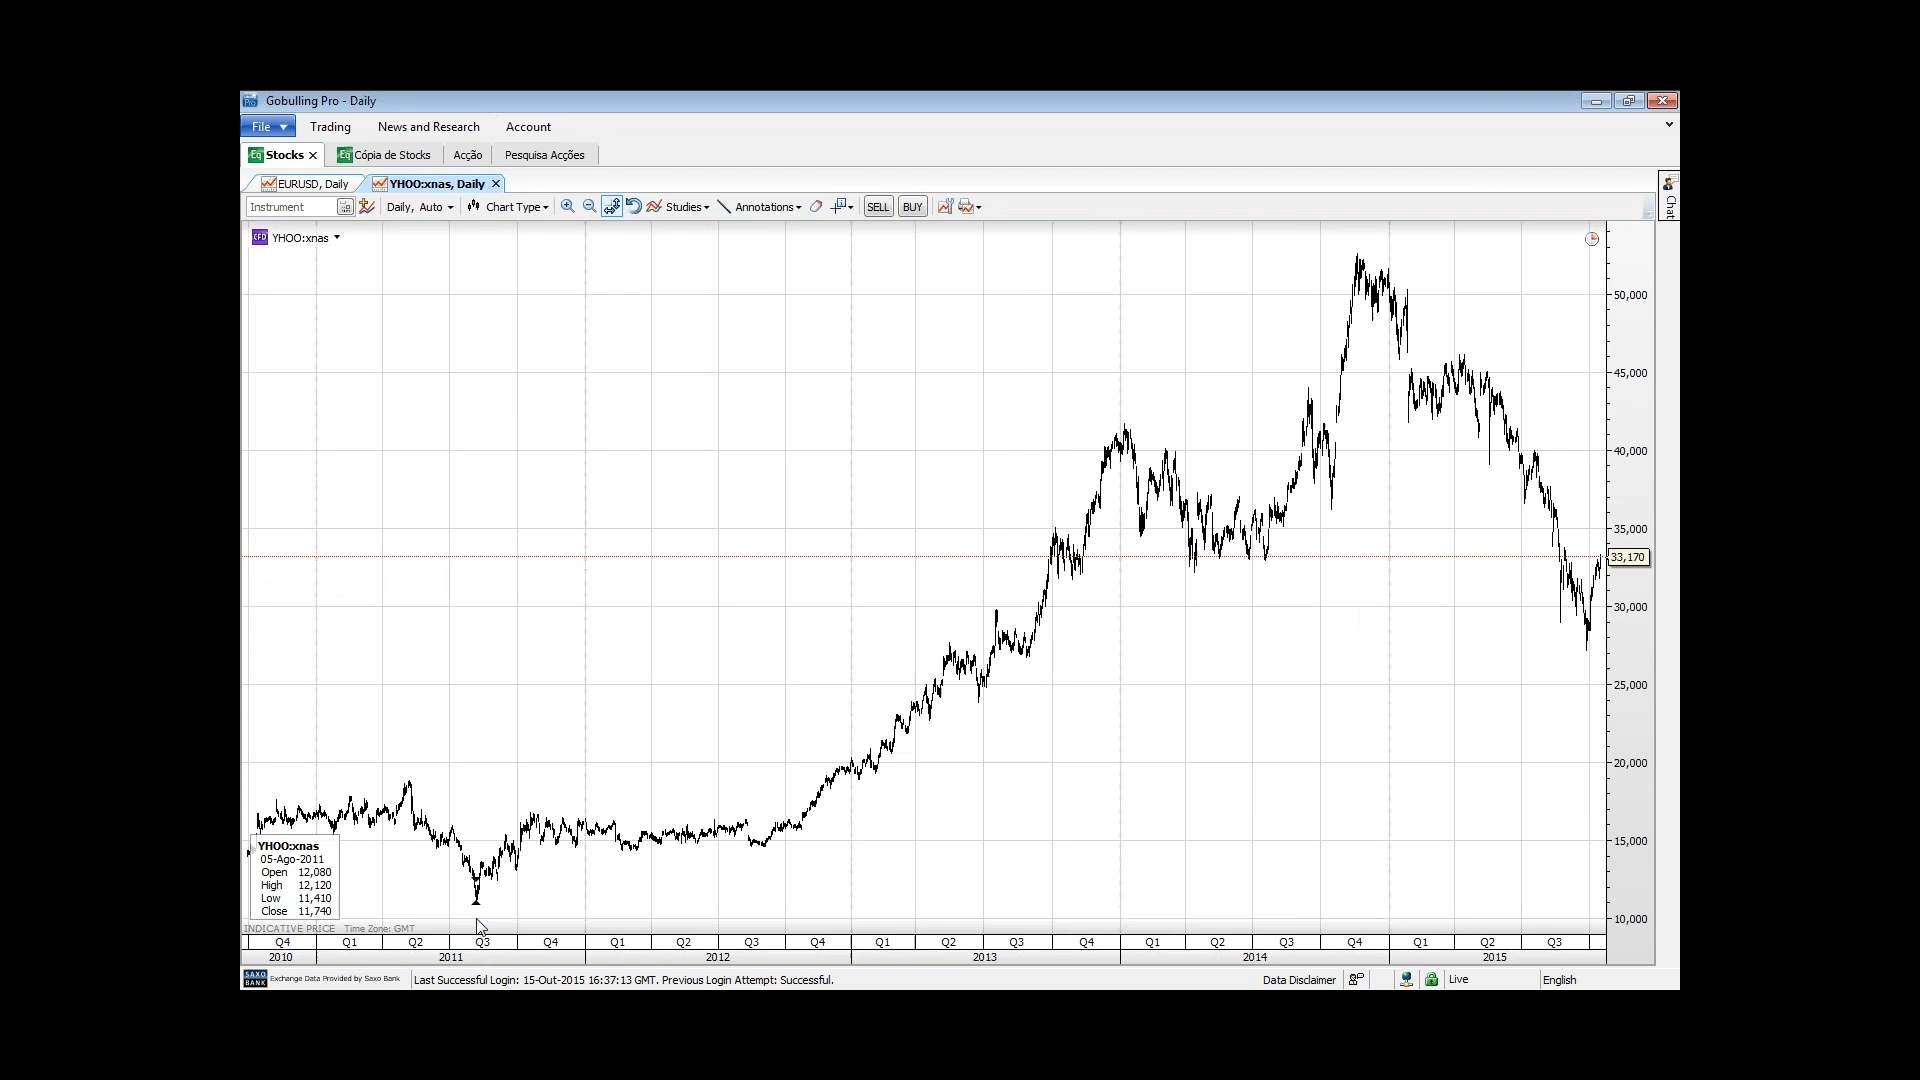 Gobulling Pro - Daily
File Trading News and Research Account
Eq Stocks Eq Cópia de Stocks Acção Pesquisa Acções
EURUSD, Daily YHOO:xnas, Daily
Instrument Daily, Auto Chart Type Studies Annotations SELL BUY
Chat
CFD YHOO:xnas
50,000
45,000
40,000
35,000
33,170
30,000
25,000
20,000
15,000
10,000
YHOO:xnas
05-Ago-2011
Open 12,080
High 12,120
Low 11,410
Close 11,740
INDICATIVE PRICE Time Zone: GMT
Q4 Q1 Q2 Q3 Q4 Q1 Q2 Q3 Q4 Q1 Q2 Q3 Q4 Q1 Q2 Q3 Q4 Q1 Q2 Q3
2010 2011 2012 2013 2014 2015
SAXO BANK Exchange Data Provided by Saxo Bank Last Successful Login: 15-Out-2015 16:37:13 GMT. Previous Login Attempt: Successful. Data Disclaimer Live English